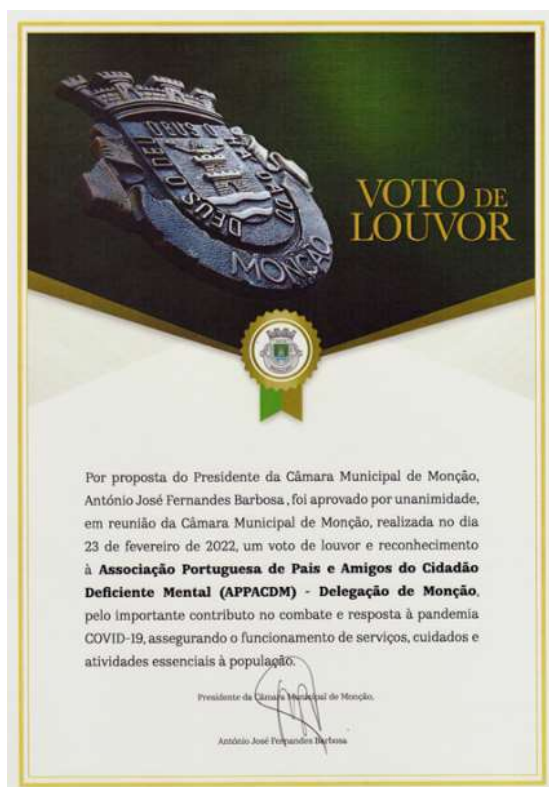 VOTO DE
LOUVOR
DEUS O DEU
MONÇÃO
Por proposta do Presidente da Câmara Municipal de Monção,
António José Fernandes Barbosa, foi aprovado por unanimidade,
em reunião da Câmara Municipal de Monção, realizada no dia
23 de fevereiro de 2022, um voto de louvor e reconhecimento
à Associação Portuguesa de Pais e Amigos do Cidadão
Deficiente Mental (APPACDM) - Delegação de Monção,
pelo importante contributo no combate e resposta à pandemia
COVID-19, assegurando o funcionamento de serviços, cuidados e
atividades essenciais à população.
Presidente da Câmara Municipal de Monção,
António José Fernandes Barbosa